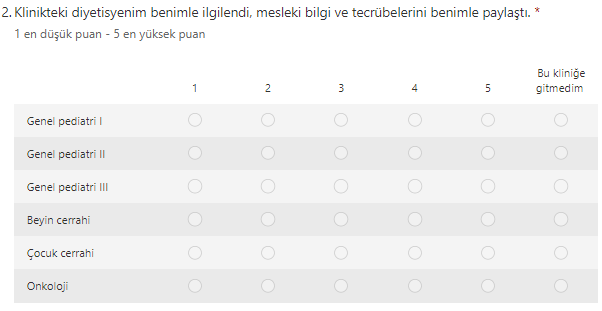 2. Klinikteki diyetisyenim benimle ilgilendi, mesleki bilgi ve tecrübelerini benimle paylaştı. *
1 en düşük puan - 5 en yüksek puan
1 2 3 4 5 Bu kliniğe gitmedim
Genel pediatri I
Genel pediatri II
Genel pediatri III
Beyin cerrahi
Çocuk cerrahi
Onkoloji